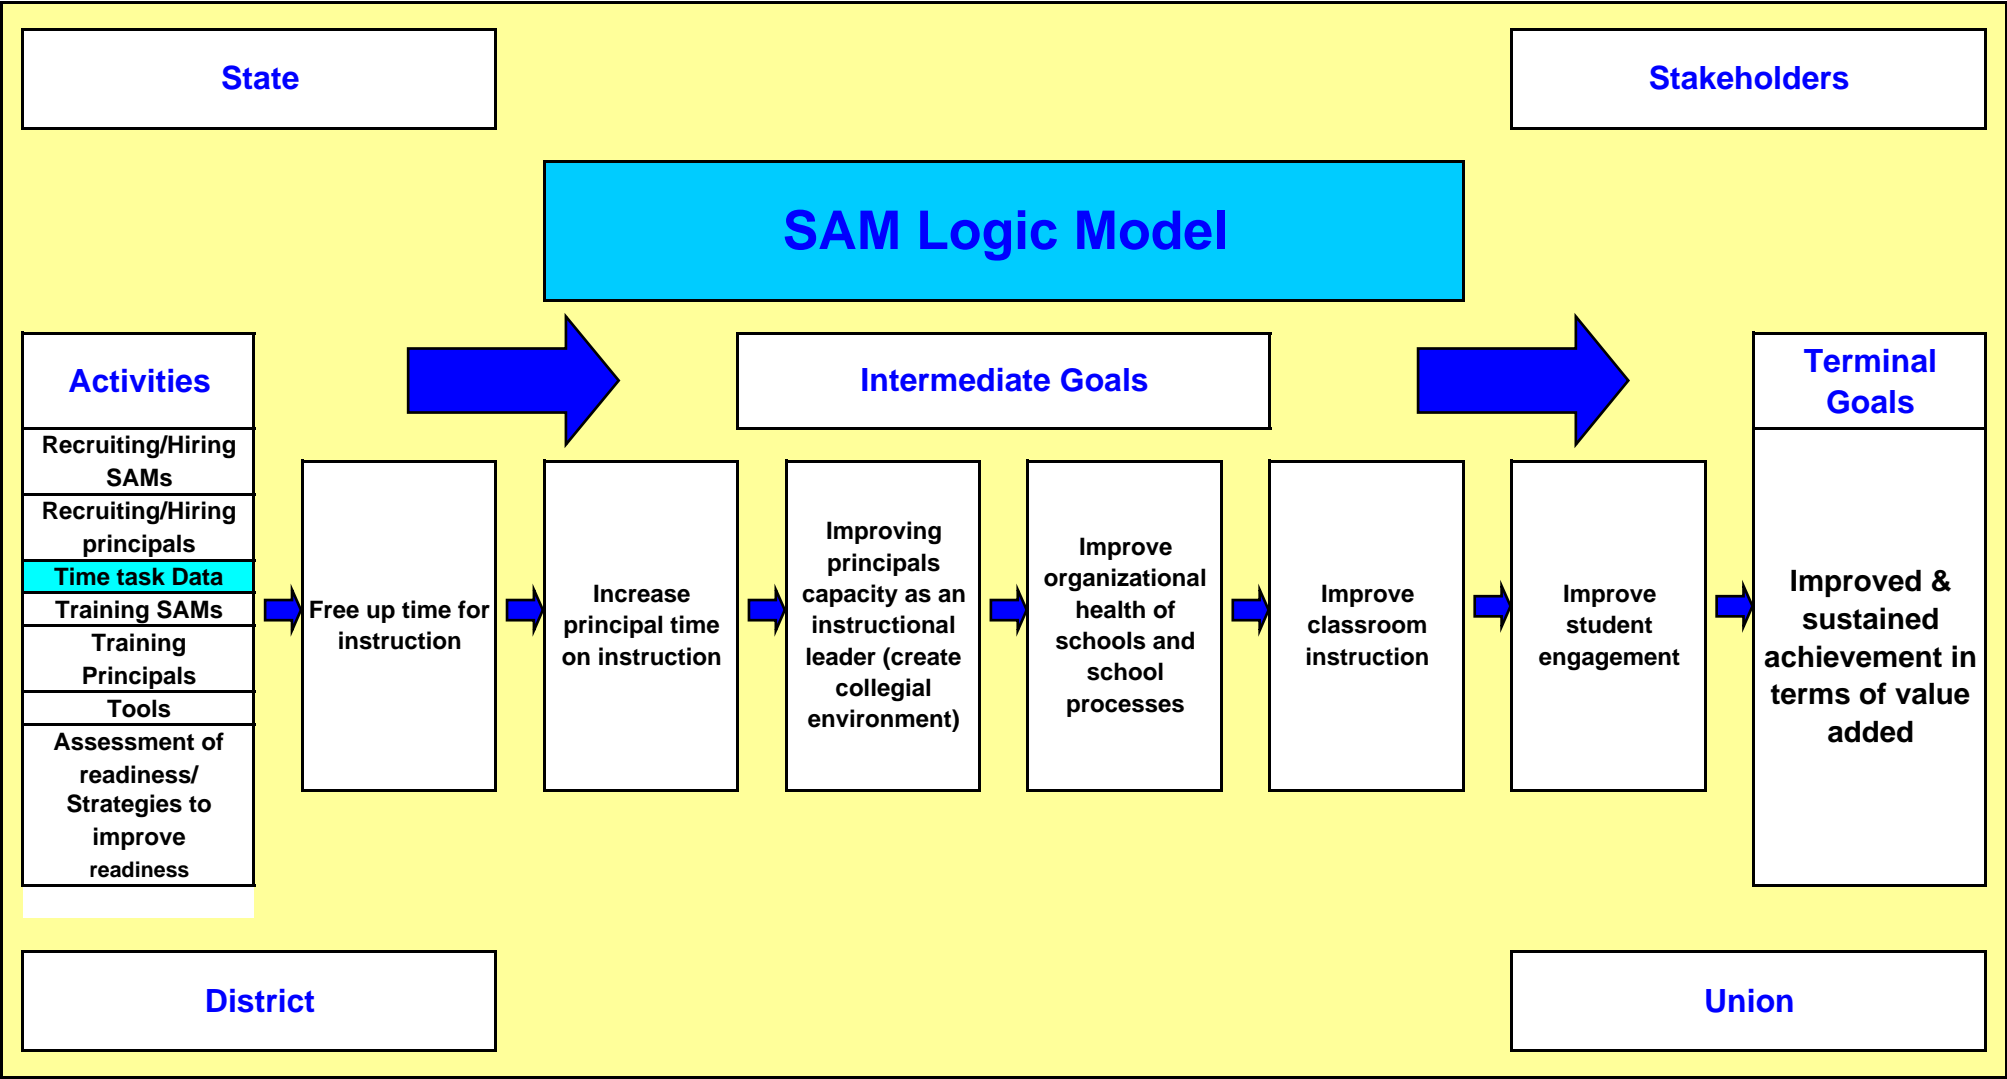 State
Stakeholders
SAM Logic Model
Activities
Intermediate Goals
Terminal
Goals
Recruiting/Hiring
SAMs
Recruiting/Hiring
principals
Time task Data
Training SAMs
Training
Principals
Tools
Assessment of
readiness/
Strategies to
improve
readiness
Free up time for
instruction
Increase
principal time
on instruction
Improving
principals
capacity as an
instructional
leader (create
collegial
environment)
Improve
organizational
health of
schools and
school
processes
Improve
classroom
instruction
Improve
student
engagement
Improved &
sustained
achievement in
terms of value
added
District
Union